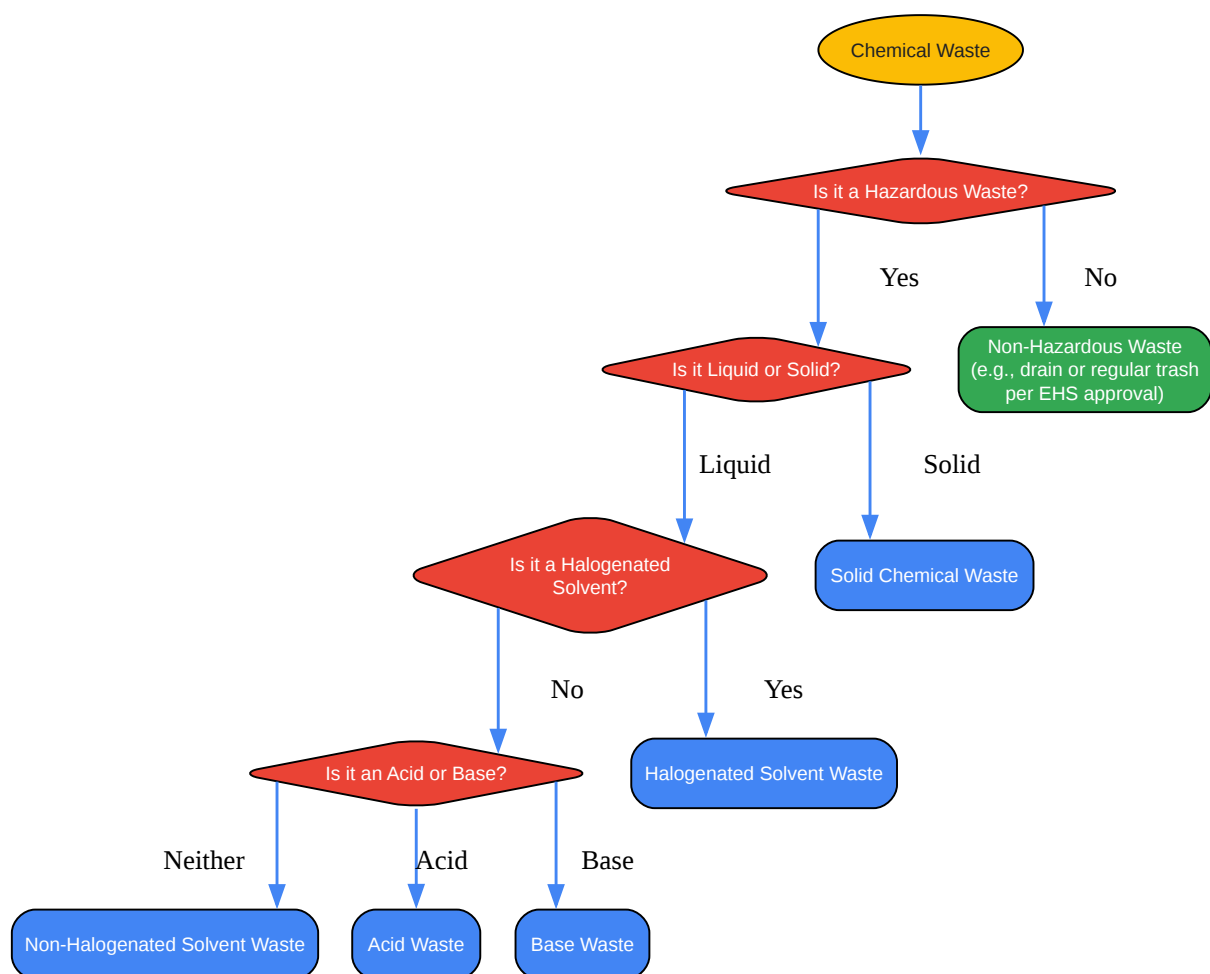 Chemical Waste
Is it a Hazardous Waste?
Yes
No
Non-Hazardous Waste
(e.g., drain or regular trash
per EHS approval)
Is it Liquid or Solid?
Liquid
Solid
Is it a Halogenated
Solvent?
Solid Chemical Waste
No
Yes
Is it an Acid or Base?
Halogenated Solvent Waste
Neither
Acid
Base
Non-Halogenated Solvent Waste
Acid Waste
Base Waste